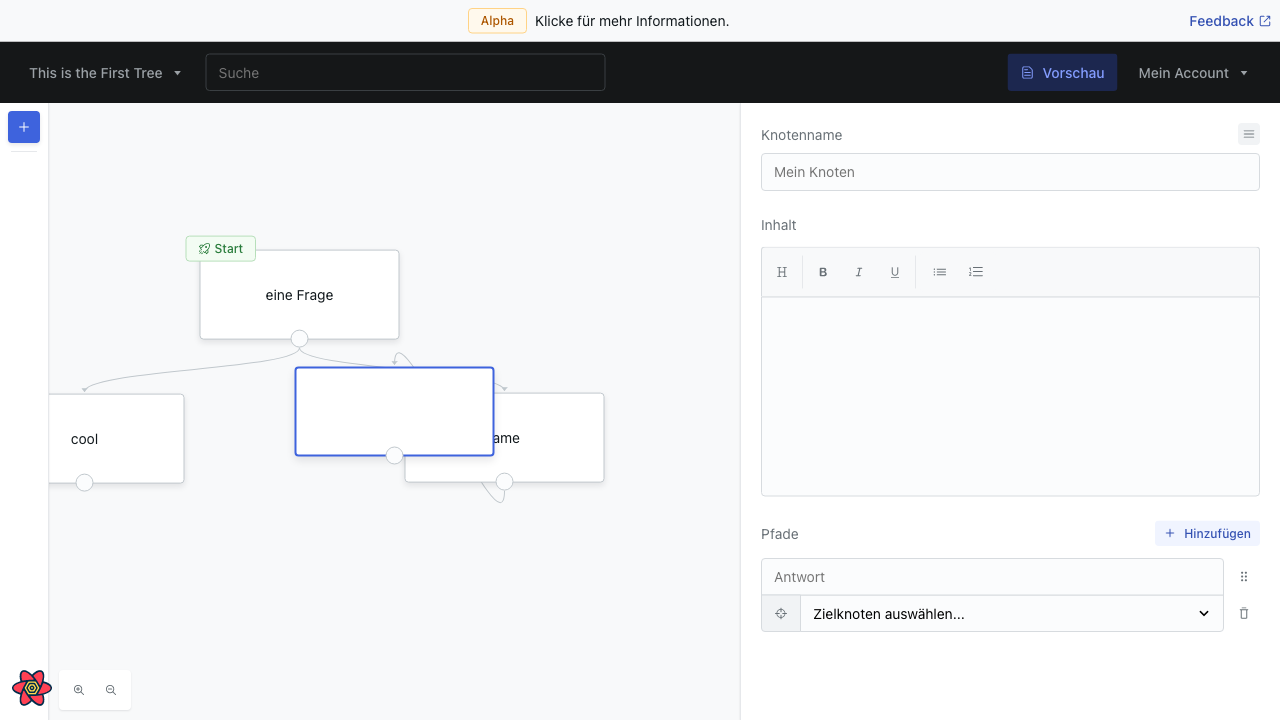 Alpha Klicke für mehr Informationen.
Feedback
This is the First Tree
Suche
Vorschau
Mein Account
Start
eine Frage
cool
ame
Knotenname
Mein Knoten
Inhalt
H B I U
Pfade
Hinzufügen
Antwort
Zielknoten auswählen...